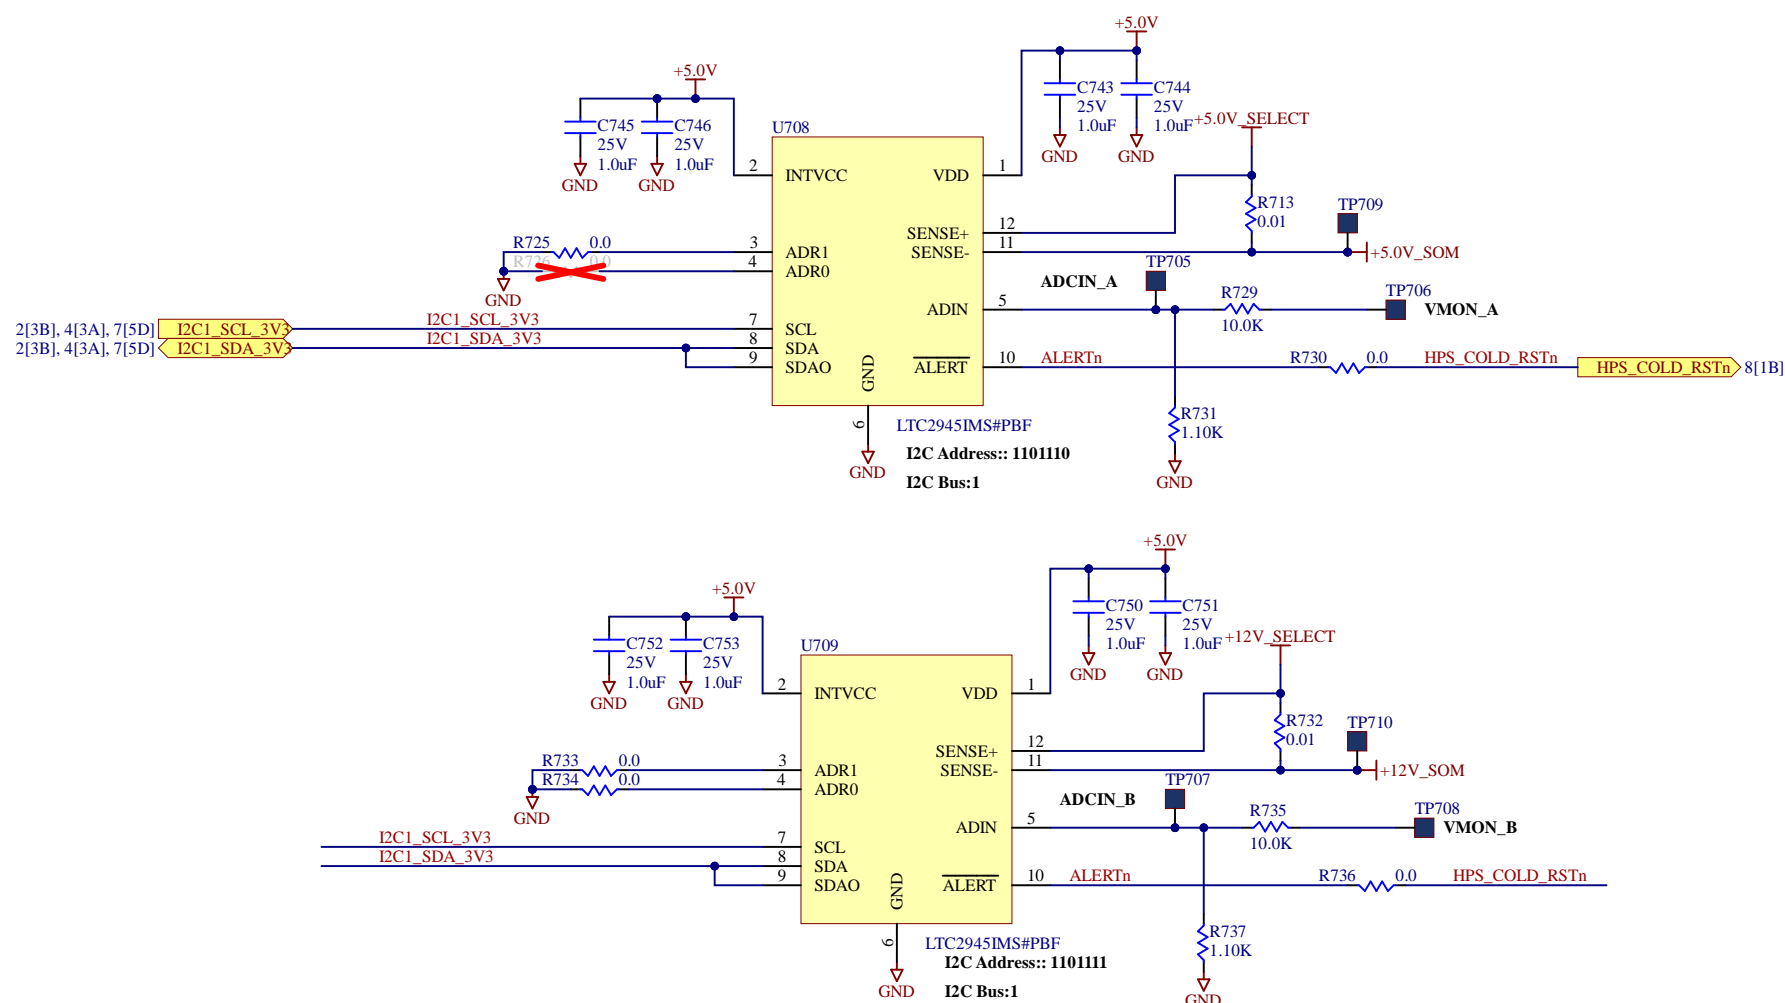 +5.0V
+5.0V
C745
25V
1.0uF
C746
25V
1.0uF
GND
GND
C743
25V
1.0uF
C744
25V
1.0uF
GND
GND
+5.0V_SELECT
U708
2
INTVCC
VDD
1
R713
0.01
TP709
SENSE+
12
SENSE-
11
+5.0V_SOM
R725
0.0
3
ADR1
R726
0.0
4
ADR0
GND
ADCIN_A
TP705
ADIN
5
R729
10.0K
TP706
VMON_A
2[3B], 4[3A], 7[5D]
I2C1_SCL_3V3
I2C1_SCL_3V3
7
SCL
2[3B], 4[3A], 7[5D]
I2C1_SDA_3V3
I2C1_SDA_3V3
8
SDA
9
SDAO
GND
ALERT
10
ALERTn
R730
0.0
HPS_COLD_RSTn
HPS_COLD_RSTn
8[1B]
R731
1.10K
GND
6
GND
LTC2945IMS#PBF
I2C Address:: 1101110
I2C Bus:1
+5.0V
+5.0V
C752
25V
1.0uF
C753
25V
1.0uF
GND
GND
C750
25V
1.0uF
C751
25V
1.0uF
GND
GND
+12V_SELECT
U709
2
INTVCC
VDD
1
R732
0.01
TP710
SENSE+
12
SENSE-
11
+12V_SOM
R733
0.0
3
ADR1
R734
0.0
4
ADR0
GND
ADCIN_B
TP707
ADIN
5
R735
10.0K
TP708
VMON_B
I2C1_SCL_3V3
7
SCL
I2C1_SDA_3V3
8
SDA
9
SDAO
GND
ALERT
10
ALERTn
R736
0.0
HPS_COLD_RSTn
R737
1.10K
GND
6
GND
LTC2945IMS#PBF
I2C Address:: 1101111
I2C Bus:1